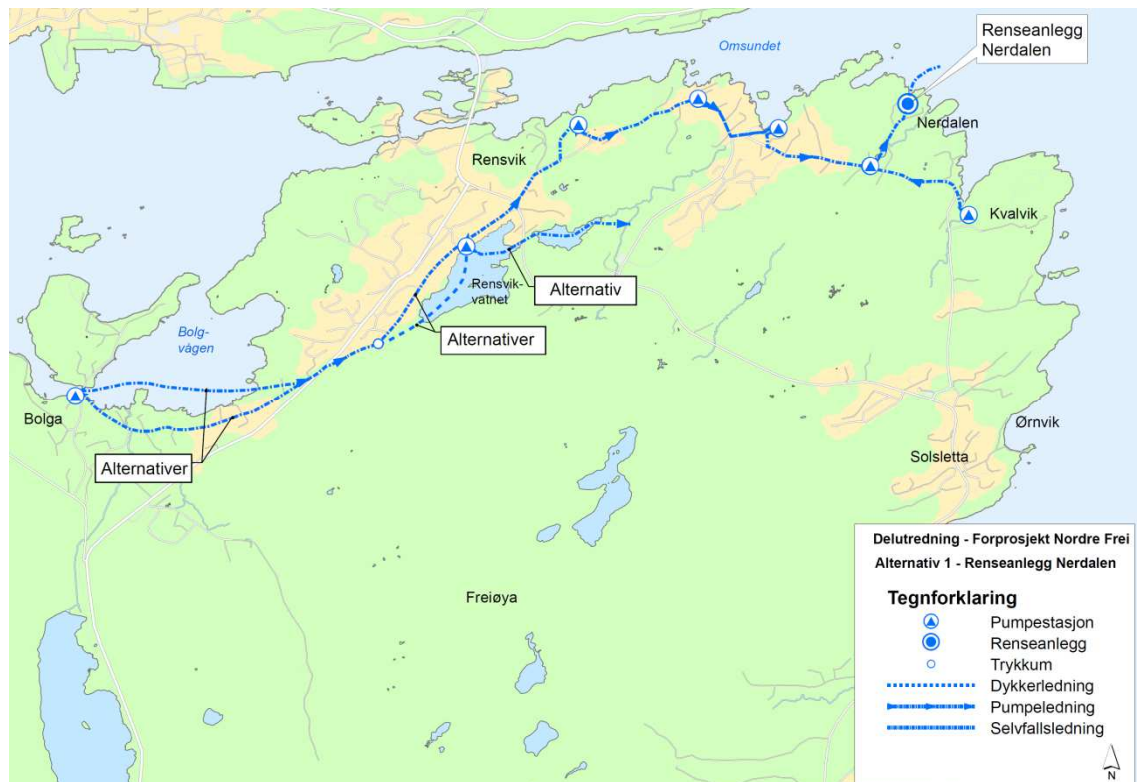 Omsundet
Renseanlegg
Nerdalen
Nerdalen
Rensvik
Kvalvik
Rensvik-
vatnet
Alternativ
Alternativer
Bolg-
vågen
Bolga
Alternativer
Ørnvik
Solsletta
Freiøya
Delutredning - Forprosjekt Nordre Frei
Alternativ 1 - Renseanlegg Nerdalen
Tegnforklaring
Pumpestasjon
Renseanlegg
Trykkum
Dykkerledning
Pumpeledning
Selvfallsledning
N